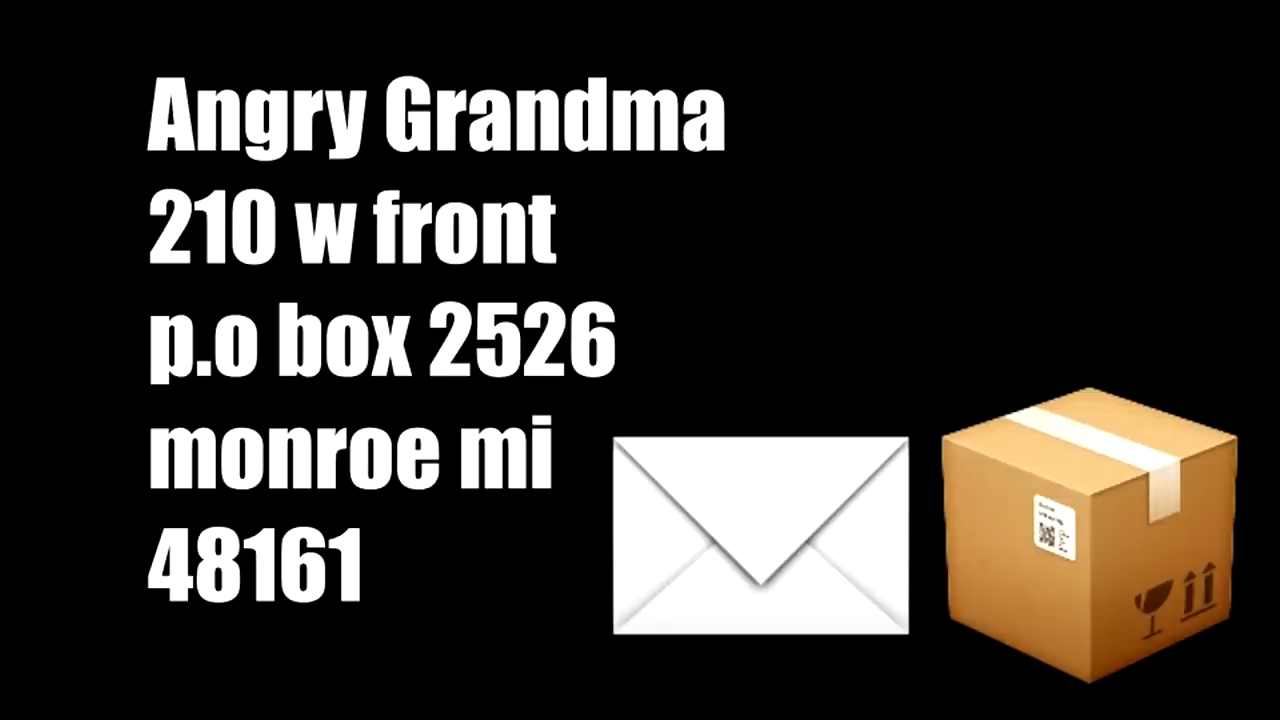 Angry Grandma
210 w front
p.o box 2526
monroe mi
48161